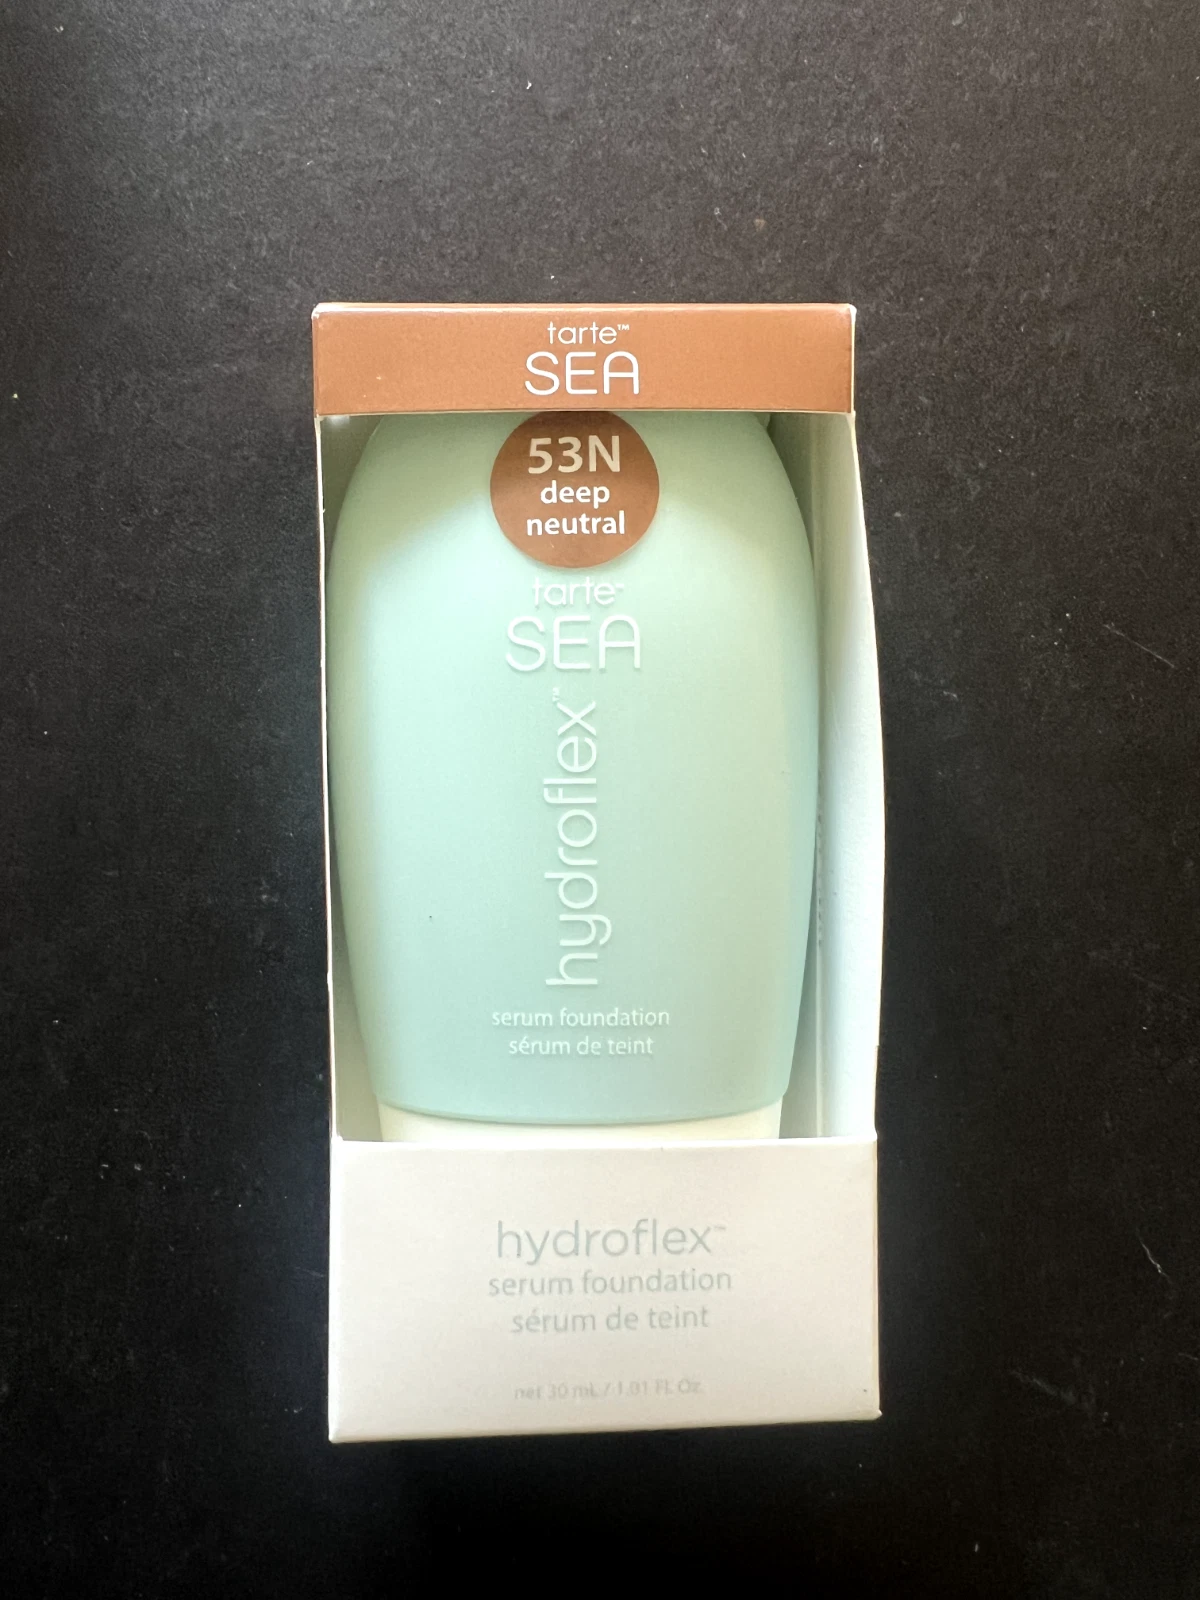 tarte™
SEA
53N
deep
neutral
tarte™
SEA
hydroflex™
serum foundation
sérum de teint
hydroflex™
serum foundation
sérum de teint
net 30 mL / 1.01 Fl. Oz.